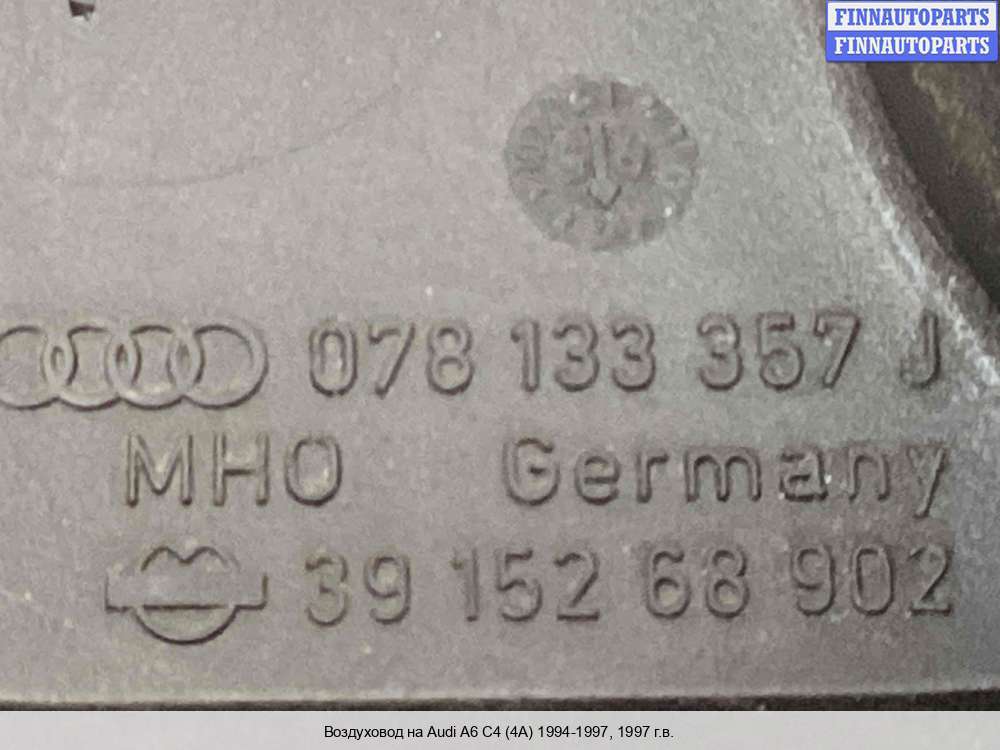 FINNAUTOPARTS
FINNAUTOPARTS
078 133 357 J
MHO Germany
39 152 68 902
Воздуховод на Audi A6 C4 (4A) 1994-1997, 1997 г.в.